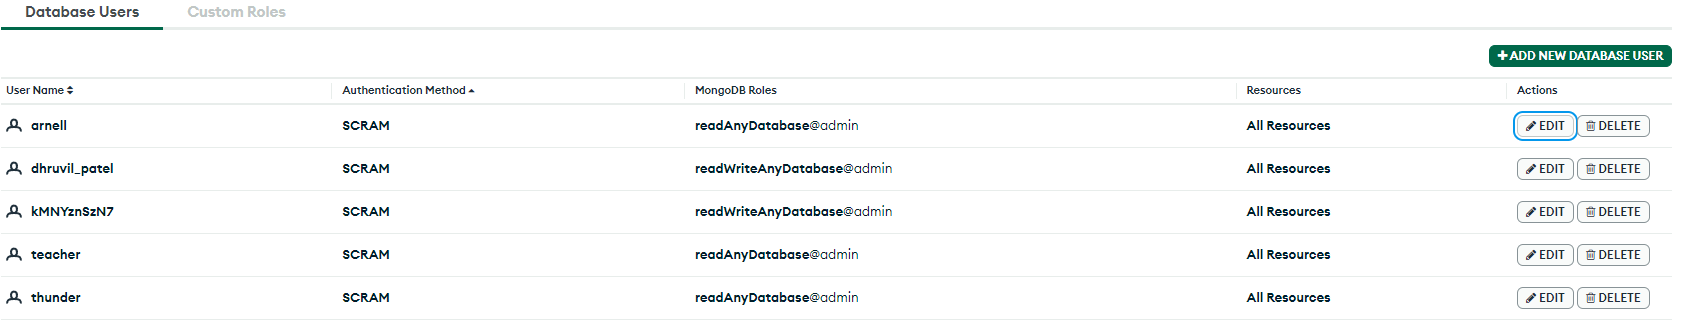 Database Users Custom Roles
+ ADD NEW DATABASE USER
User Name Authentication Method MongoDB Roles Resources Actions
arnell SCRAM readAnyDatabase@admin All Resources EDIT DELETE
dhruvil_patel SCRAM readWriteAnyDatabase@admin All Resources EDIT DELETE
kMNYznSzN7 SCRAM readWriteAnyDatabase@admin All Resources EDIT DELETE
teacher SCRAM readAnyDatabase@admin All Resources EDIT DELETE
thunder SCRAM readAnyDatabase@admin All Resources EDIT DELETE